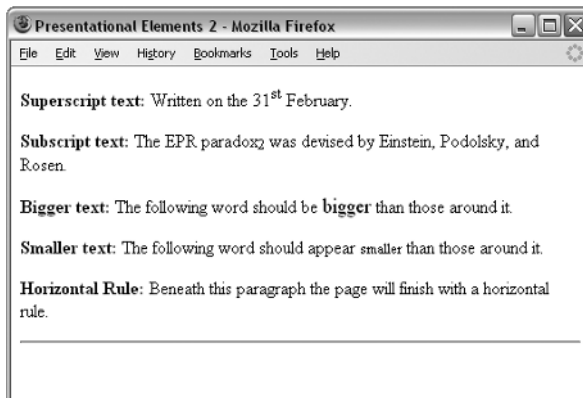 Presentational Elements 2 - Mozilla Firefox
File Edit View History Bookmarks Tools Help
Superscript text: Written on the 31st February.
Subscript text: The EPR paradox2 was devised by Einstein, Podolsky, and
Rosen.
Bigger text: The following word should be bigger than those around it.
Smaller text: The following word should appear smaller than those around it.
Horizontal Rule: Beneath this paragraph the page will finish with a horizontal
rule.